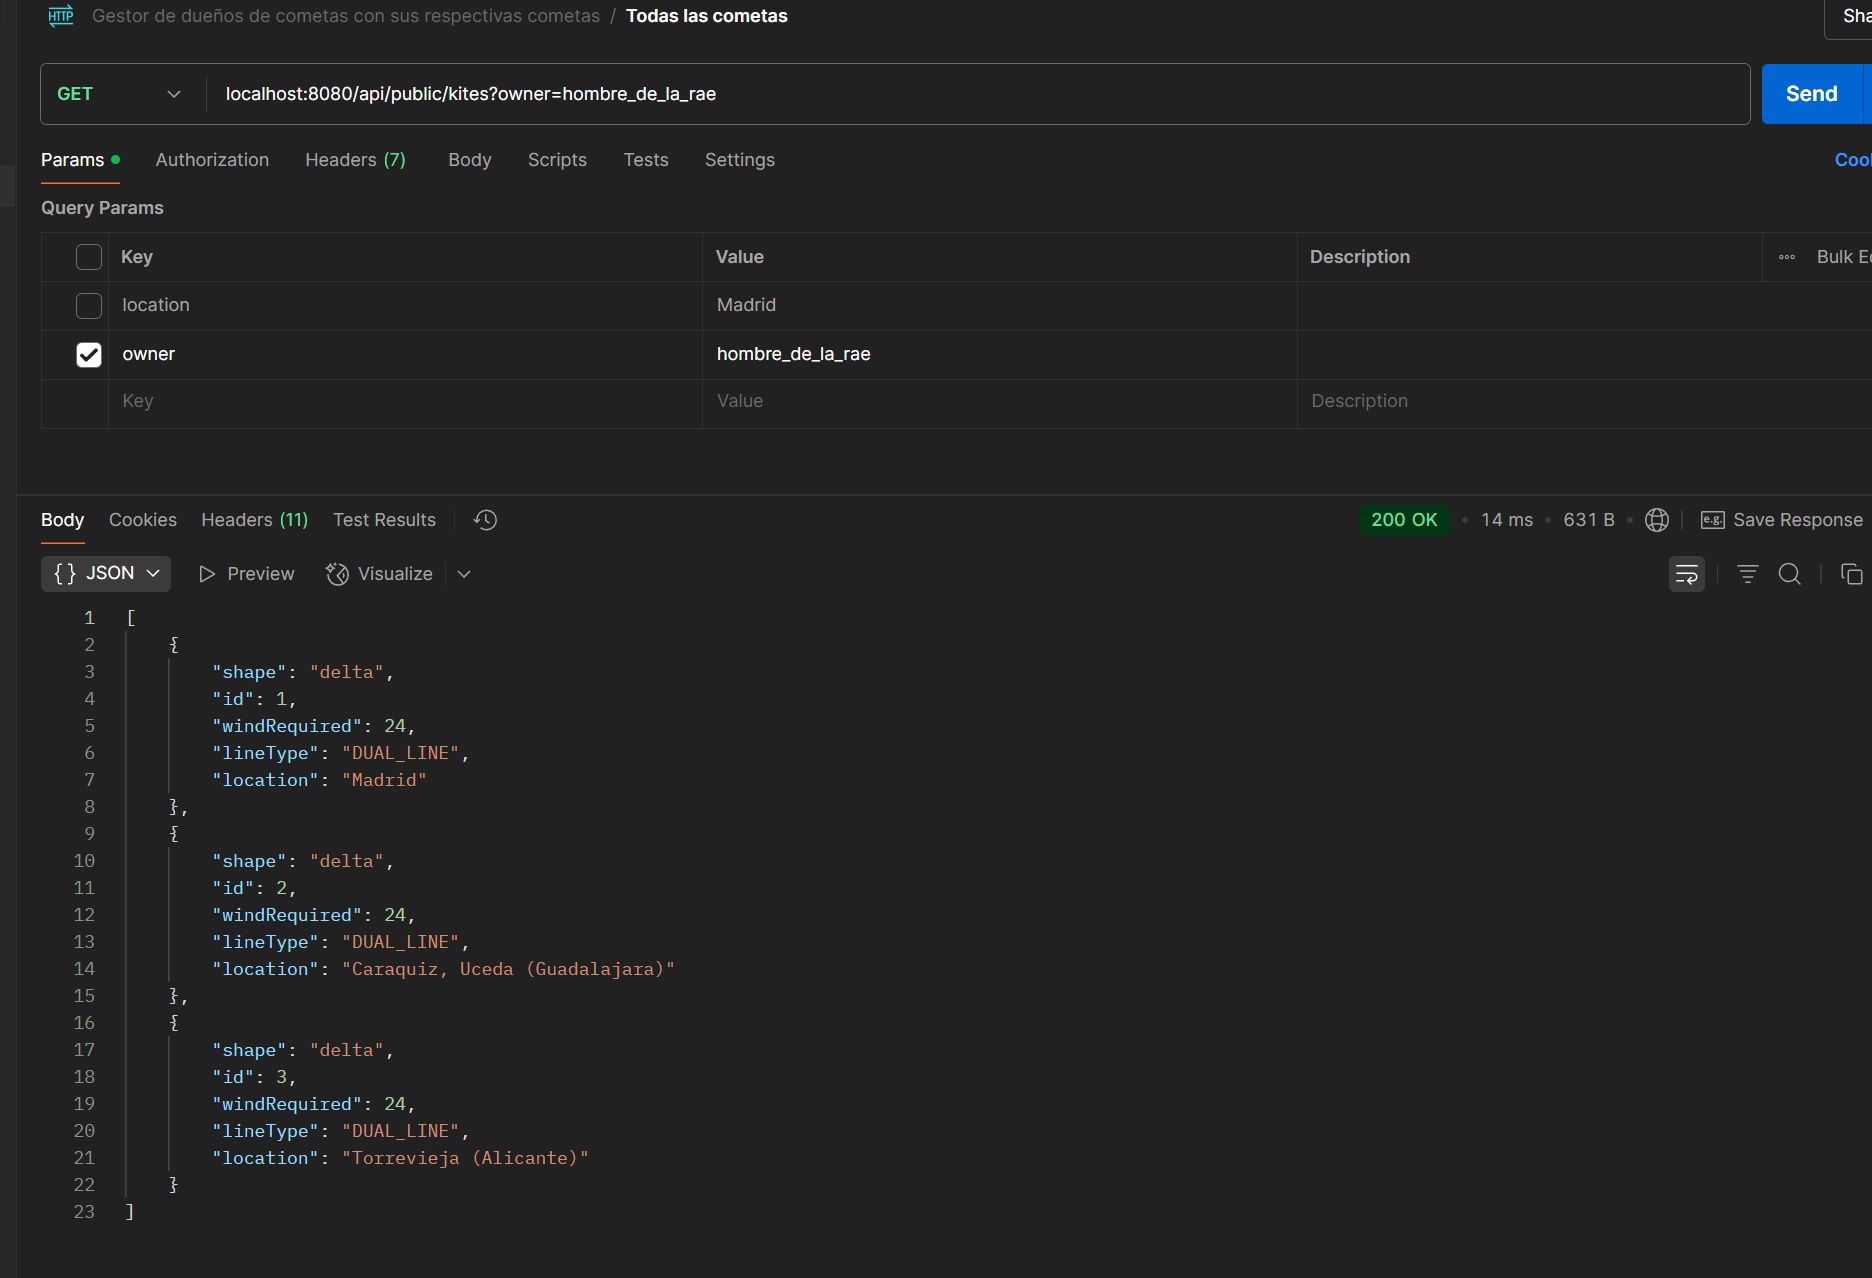 HTTP Gestor de dueños de cometas con sus respectivas cometas / Todas las cometas
GET localhost:8080/api/public/kites?owner=hombre_de_la_rae Send
Params Authorization Headers (7) Body Scripts Tests Settings
Query Params
Key Value Description Bulk
location Madrid
owner hombre_de_la_rae
Key Value Description
Body Cookies Headers (11) Test Results 200 OK • 14 ms • 631 B • e.g. Save Response
{} JSON Preview Visualize
1 [
2 {
3 "shape": "delta",
4 "id": 1,
5 "windRequired": 24,
6 "lineType": "DUAL_LINE",
7 "location": "Madrid"
8 },
9 {
10 "shape": "delta",
11 "id": 2,
12 "windRequired": 24,
13 "lineType": "DUAL_LINE",
14 "location": "Caraquiz, Uceda (Guadalajara)"
15 },
16 {
17 "shape": "delta",
18 "id": 3,
19 "windRequired": 24,
20 "lineType": "DUAL_LINE",
21 "location": "Torrevieja (Alicante)"
22 }
23 ]